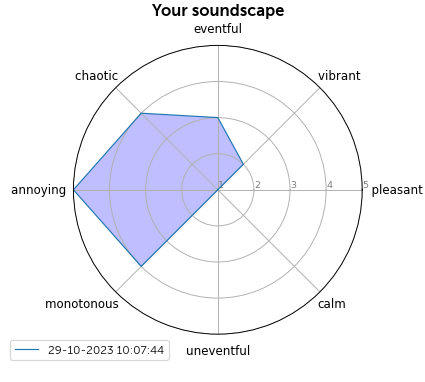 Your soundscape
eventful
chaotic
vibrant
annoying
1
2
3
4
5
pleasant
monotonous
calm
uneventful
29-10-2023 10:07:44